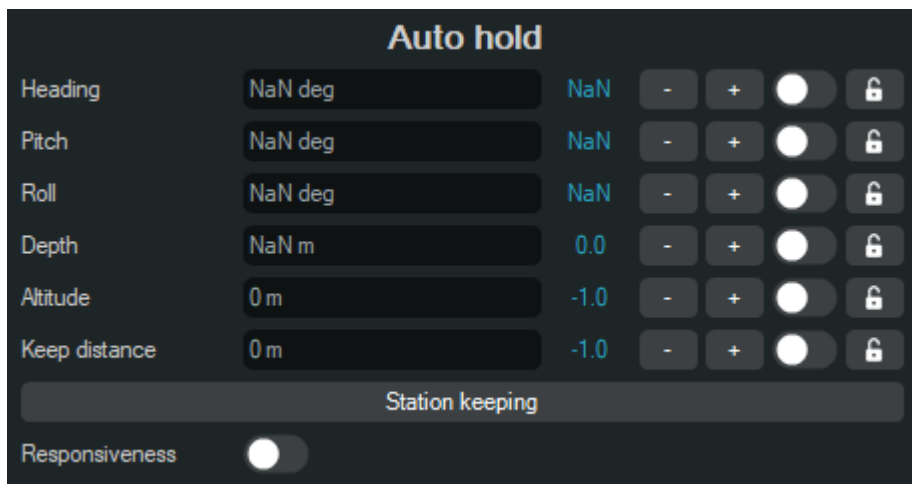 Auto hold
Heading NaN deg NaN - +
Pitch NaN deg NaN - +
Roll NaN deg NaN - +
Depth NaN m 0.0 - +
Altitude 0 m -1.0 - +
Keep distance 0 m -1.0 - +
Station keeping
Responsiveness